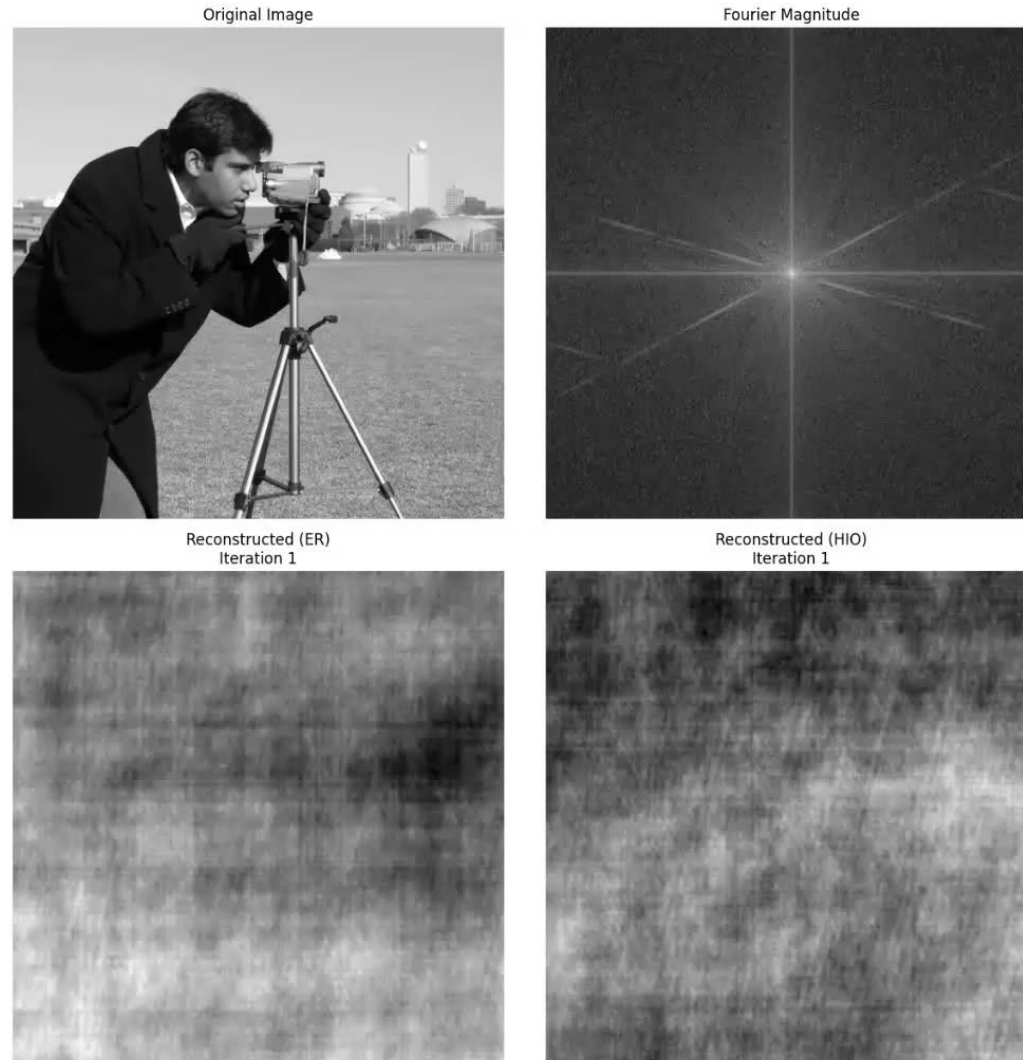 Original Image
Fourier Magnitude
Reconstructed (ER)
Iteration 1
Reconstructed (HIO)
Iteration 1